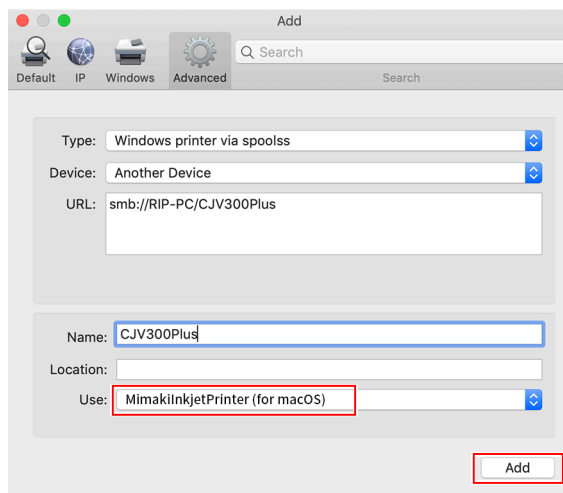 Add
Default IP Windows Advanced Search
Search
Type: Windows printer via spoolss
Device: Another Device
URL: smb://RIP-PC/CJV300Plus
Name: CJV300Plus
Location:
Use: MimakiInkjetPrinter (for macOS)
Add